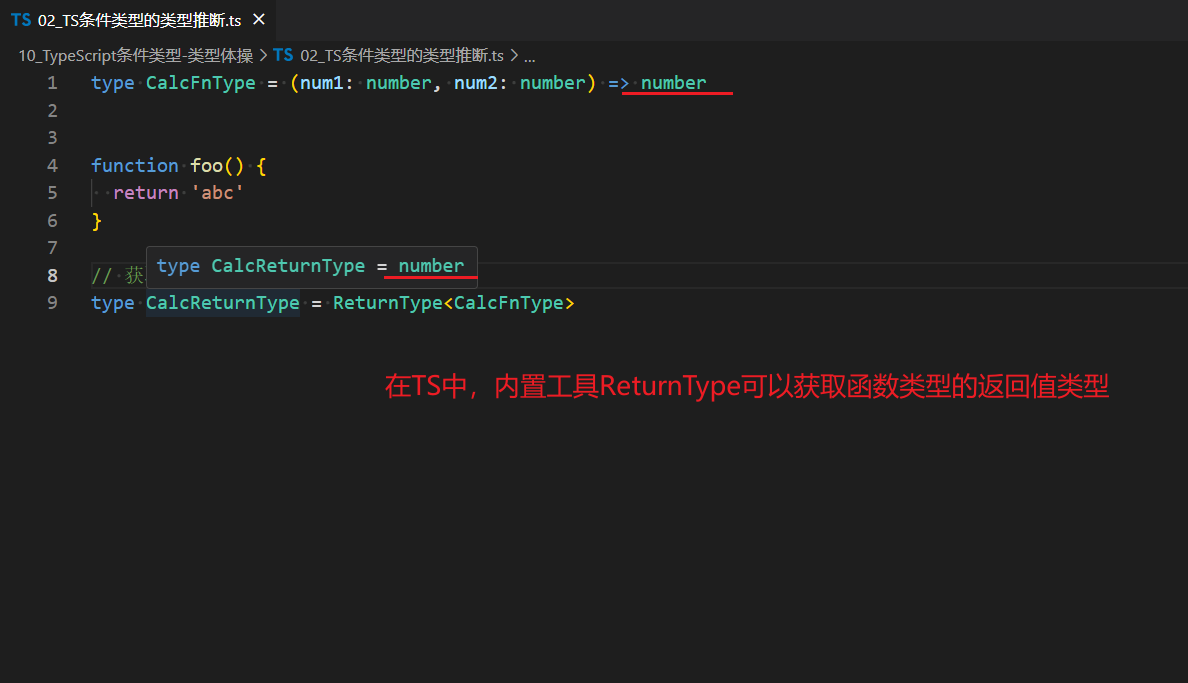 TS 02_TS条件类型的类型推断.ts ×
10_TypeScript条件类型-类型体操 > TS 02_TS条件类型的类型推断.ts > ...
1 type CalcFnType = (num1: number, num2: number) => number
2
3
4 function foo() {
5 return 'abc'
6 }
7
type CalcReturnType = number
8 // 获
9 type CalcReturnType = ReturnType<CalcFnType>
在TS中，内置工具ReturnType可以获取函数类型的返回值类型